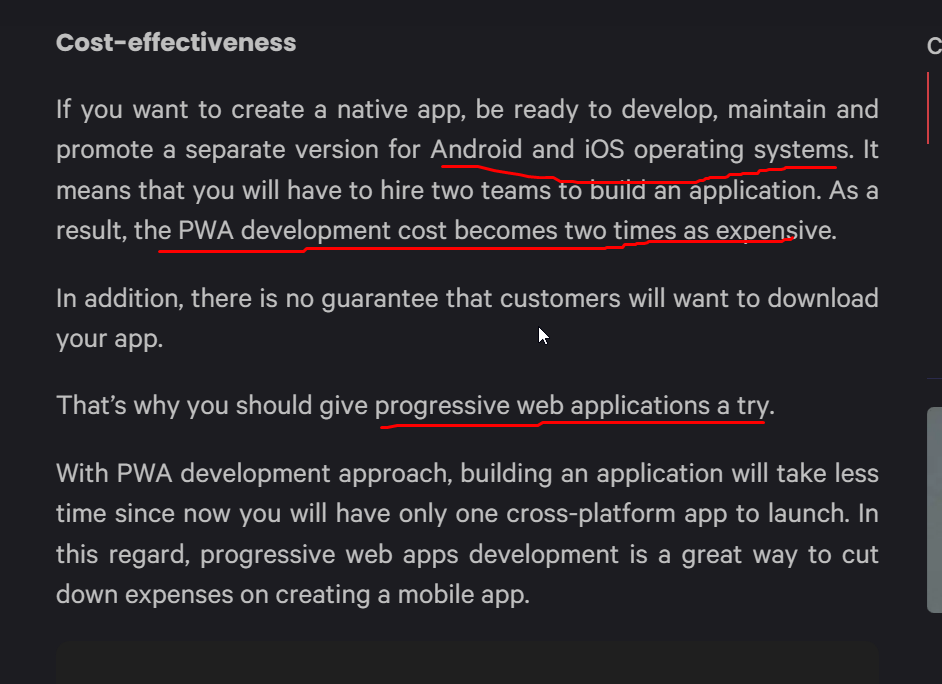 Cost-effectiveness
If you want to create a native app, be ready to develop, maintain and
promote a separate version for Android and iOS operating systems. It
means that you will have to hire two teams to build an application. As a
result, the PWA development cost becomes two times as expensive.
In addition, there is no guarantee that customers will want to download
your app.
That’s why you should give progressive web applications a try.
With PWA development approach, building an application will take less
time since now you will have only one cross-platform app to launch. In
this regard, progressive web apps development is a great way to cut
down expenses on creating a mobile app.